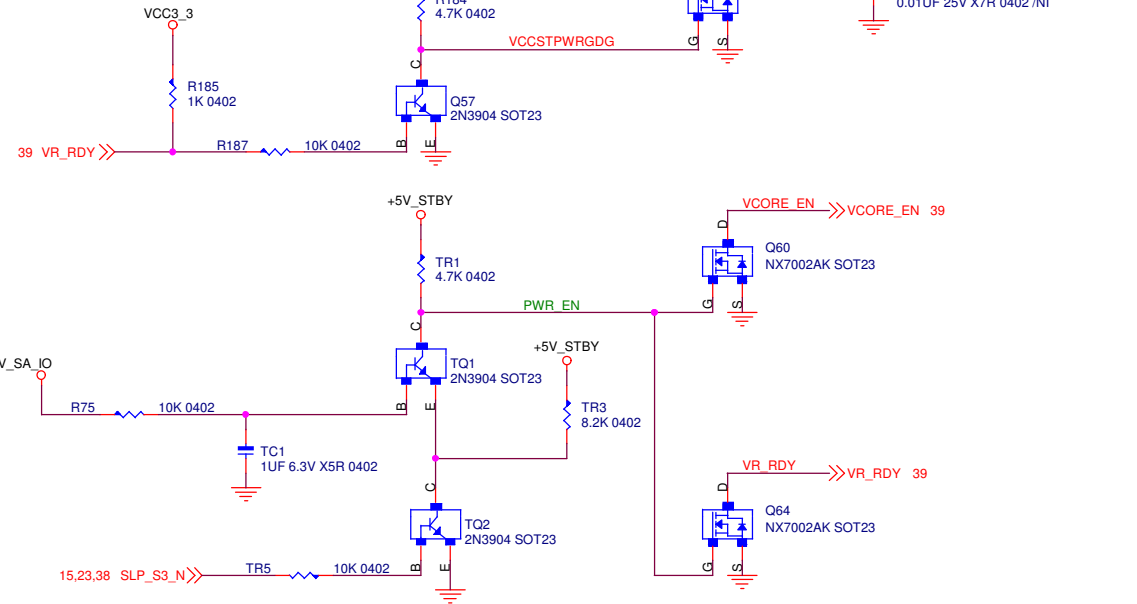 VCC3_3
4.7K 0402
0.01UF 25V X7R 0402 /NI
G
S
VCCSTPWRGDG
C
R185
1K 0402
Q57
2N3904 SOT23
39 VR_RDY
R187
10K 0402
B
E
+5V_STBY
VCORE_EN
VCORE_EN 39
D
Q60
NX7002AK SOT23
TR1
4.7K 0402
G
S
PWR_EN
C
+5V_STBY
V_SA_IO
TQ1
2N3904 SOT23
R75
10K 0402
B
E
TR3
8.2K 0402
TC1
1UF 6.3V X5R 0402
VR_RDY
VR_RDY 39
C
D
Q64
NX7002AK SOT23
TQ2
2N3904 SOT23
15,23,38 SLP_S3_N
TR5
10K 0402
B
E
G
S